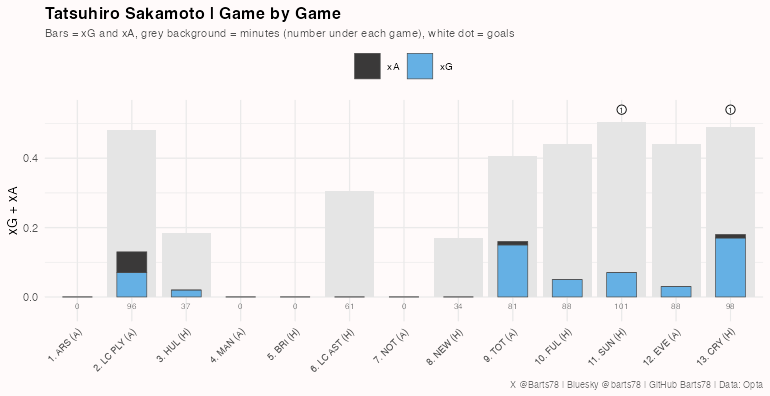 Tatsuhiro Sakamoto | Game by Game
Bars = xG and xA, grey background = minutes (number under each game), white dot = goals
xA xG
xG + xA
0.4
0.2
0.0
1 1
0 96 37 0 0 61 0 34 81 88 101 88 98
1. ARS (A)
2. LC PLY (A)
3. HUL (H)
4. MAN (A)
5. BRI (H)
6. LC AST (H)
7. NOT (A)
8. NEW (H)
9. TOT (A)
10. FUL (H)
11. SUN (H)
12. EVE (A)
13. CRY (H)
X @Barts78 | Bluesky @barts78 | GitHub Barts78 | Data: Opta